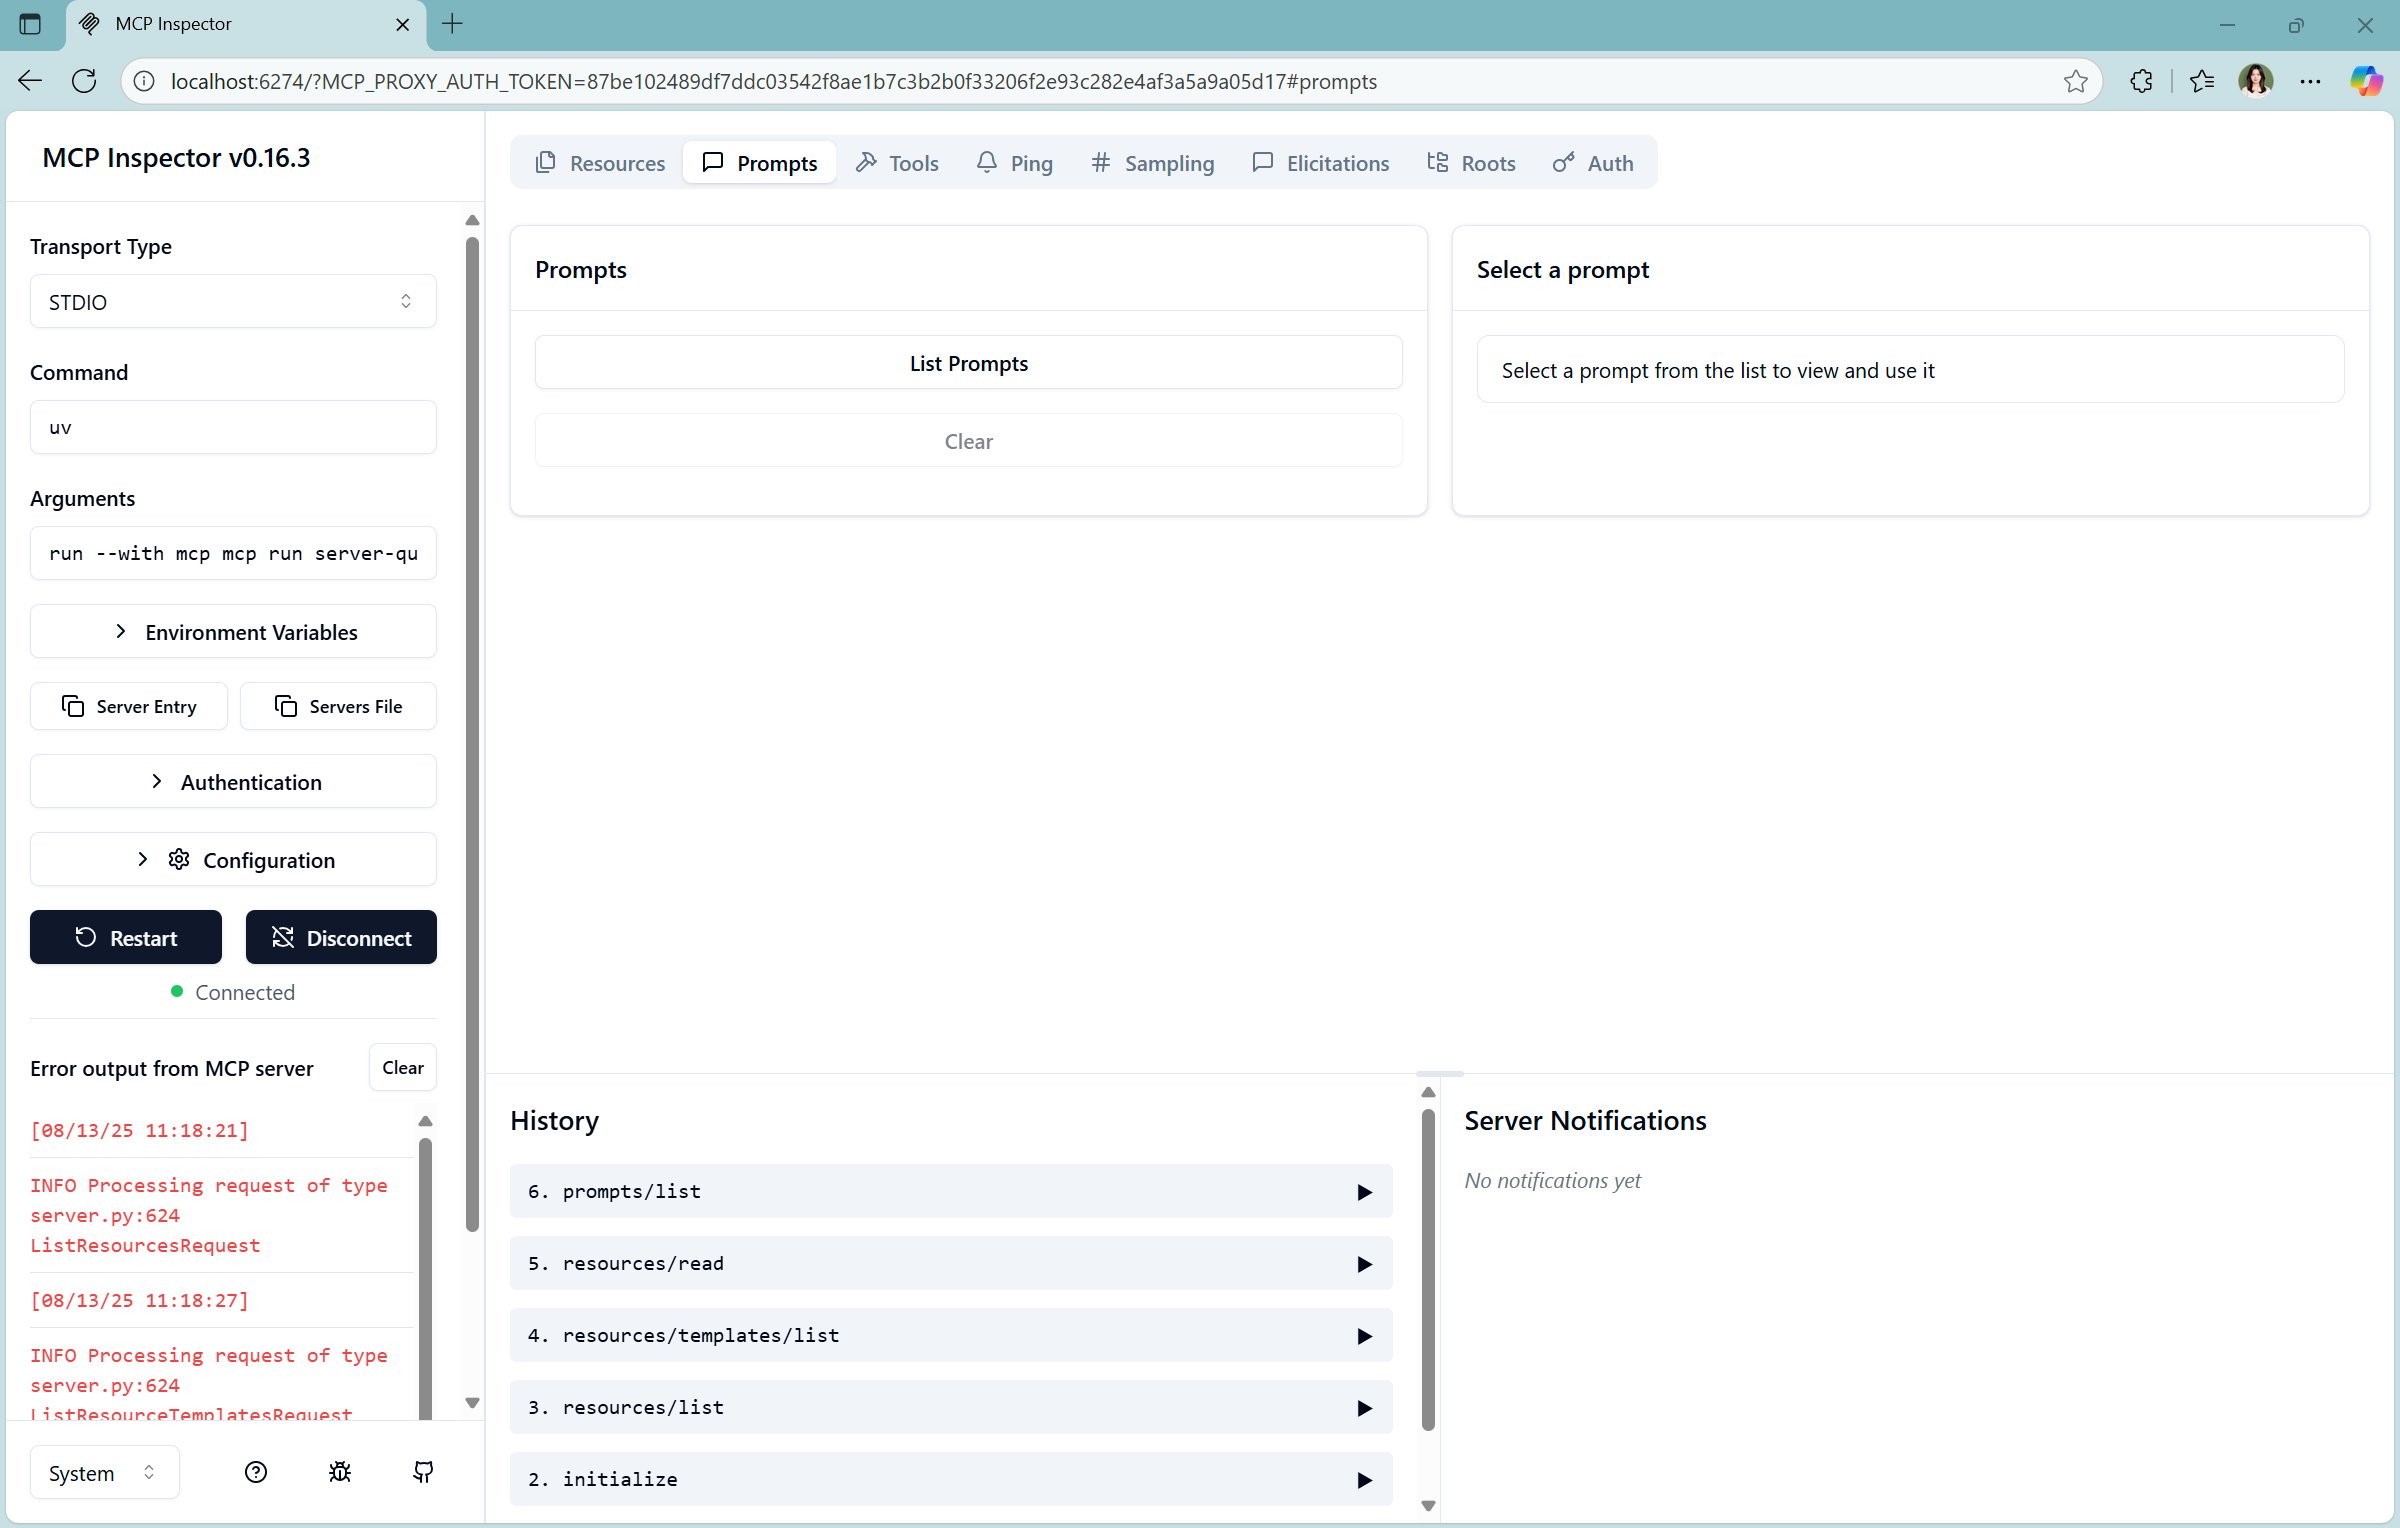 MCP Inspector
localhost:6274/?MCP_PROXY_AUTH_TOKEN=87be102489df7ddc03542f8ae1b7c3b2b0f33206f2e93c282e4af3a5a9a05d17#prompts
MCP Inspector v0.16.3
Transport Type
STDIO
Command
uv
Arguments
run --with mcp mcp run server-qu
Environment Variables
Server Entry
Servers File
Authentication
Configuration
Restart
Disconnect
Connected
Error output from MCP server
Clear
[08/13/25 11:18:21]
INFO Processing request of type
server.py:624
ListResourcesRequest
[08/13/25 11:18:27]
INFO Processing request of type
server.py:624
ListResourceTemplatesRequest
System
Resources
Prompts
Tools
Ping
Sampling
Elicitations
Roots
Auth
Prompts
List Prompts
Clear
Select a prompt
Select a prompt from the list to view and use it
History
6. prompts/list
5. resources/read
4. resources/templates/list
3. resources/list
2. initialize
Server Notifications
No notifications yet